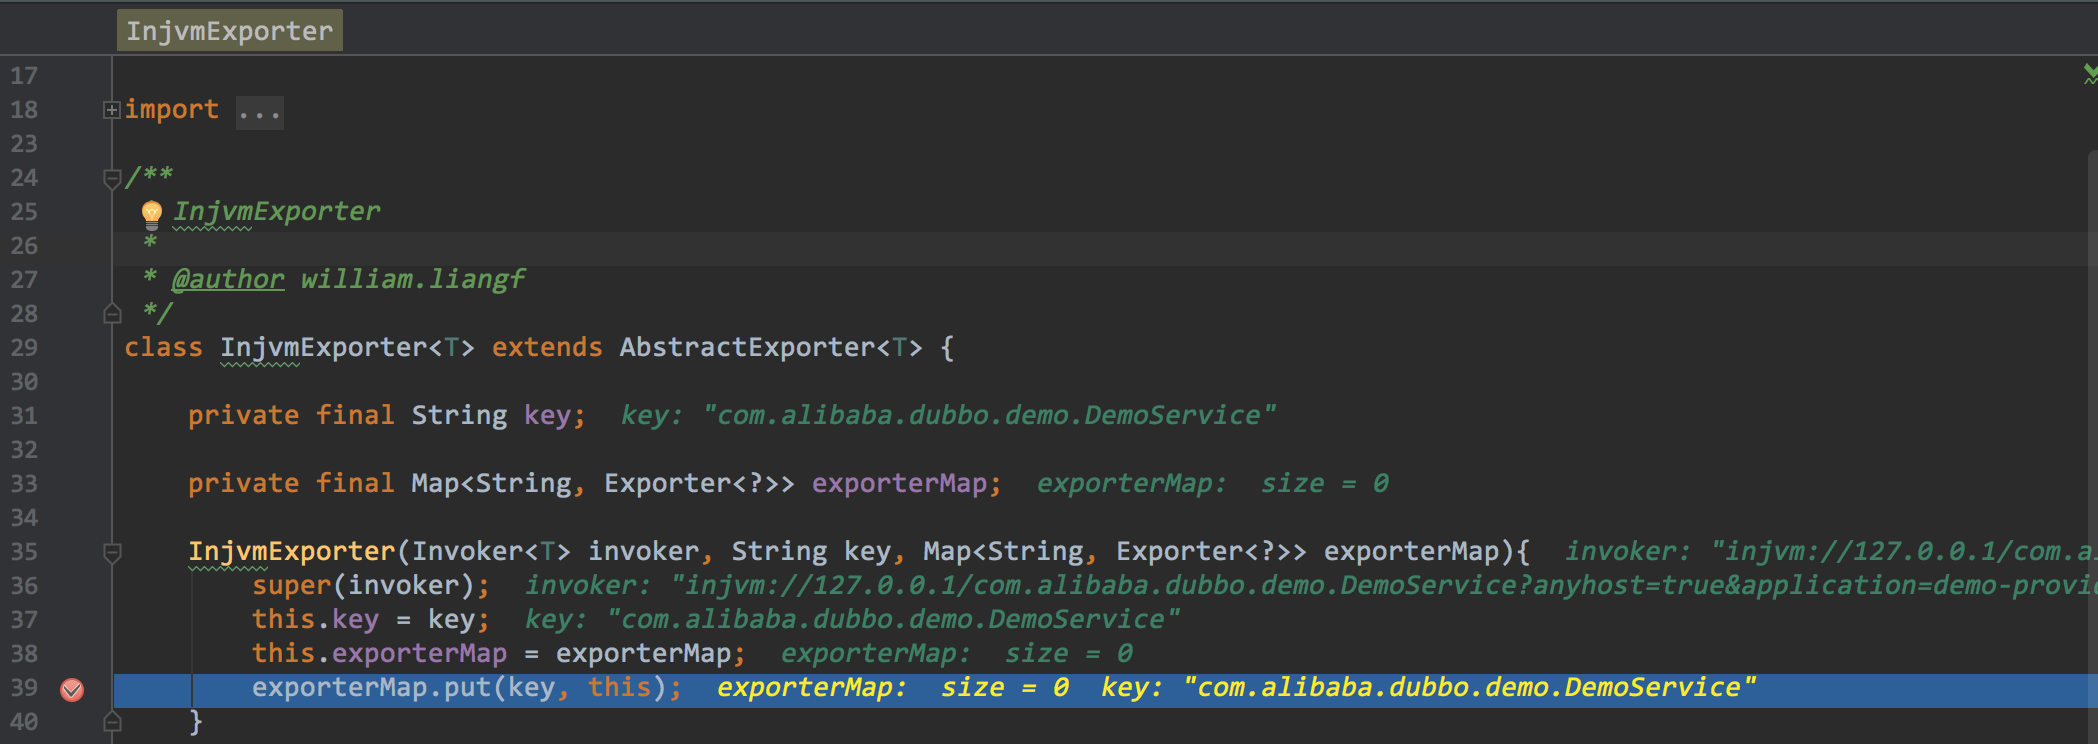 InjvmExporter
17
18 import ...
23
24 /**
25 InjvmExporter
26 *
27 * @author william.liangf
28 */
29 class InjvmExporter<T> extends AbstractExporter<T> {
30
31 private final String key; key: "com.alibaba.dubbo.demo.DemoService"
32
33 private final Map<String, Exporter<?>> exporterMap; exporterMap: size = 0
34
35 InjvmExporter(Invoker<T> invoker, String key, Map<String, Exporter<?>> exporterMap){ invoker: "injvm://127.0.0.1/com.a
36 super(invoker); invoker: "injvm://127.0.0.1/com.alibaba.dubbo.demo.DemoService?anyhost=true&application=demo-provi
37 this.key = key; key: "com.alibaba.dubbo.demo.DemoService"
38 this.exporterMap = exporterMap; exporterMap: size = 0
39 exporterMap.put(key, this); exporterMap: size = 0 key: "com.alibaba.dubbo.demo.DemoService"
40 }